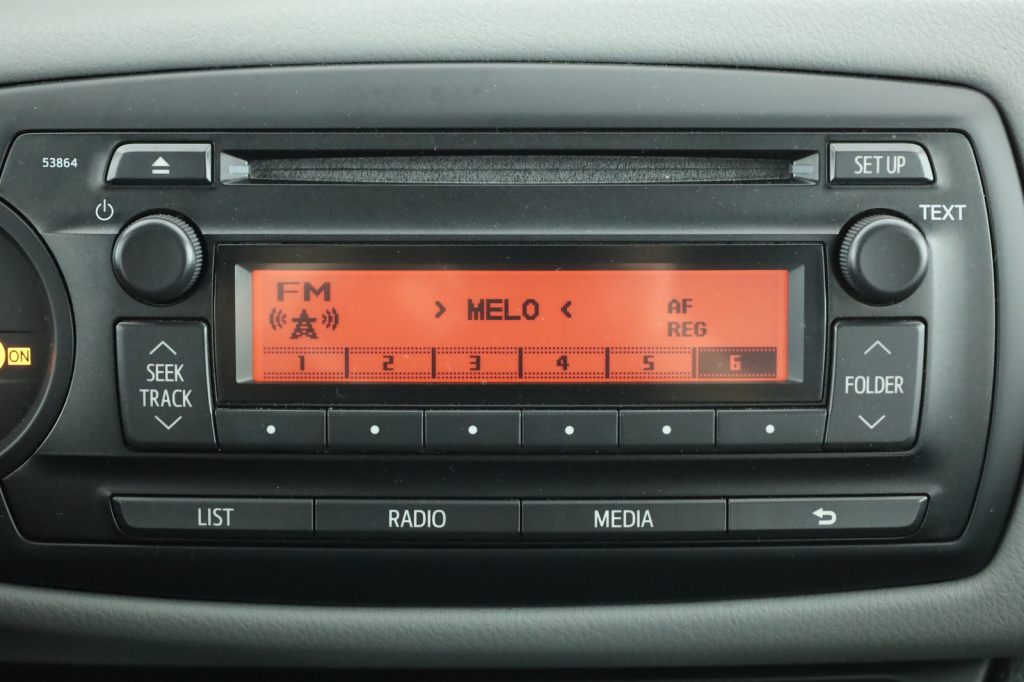 53864
SET UP
TEXT
FM
> MELO <
AF
REG
1 2 3 4 5 6
ON
SEEK
TRACK
FOLDER
LIST RADIO MEDIA